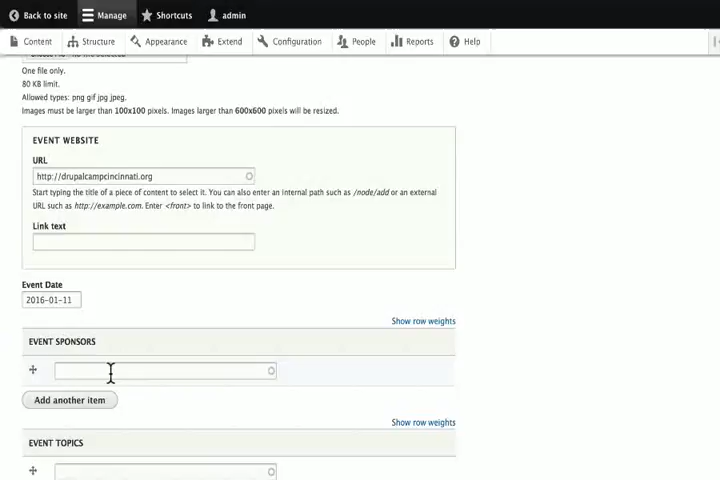 Back to site Manage Shortcuts admin
Content Structure Appearance Extend Configuration People Reports Help
One file only.
80 KB limit.
Allowed types: png gif jpg jpeg.
Images must be larger than 100x100 pixels. Images larger than 600x600 pixels will be resized.
EVENT WEBSITE
URL
http://drupalcampcincinnati.org
Start typing the title of a piece of content to select it. You can also enter an internal path such as /node/add or an external
URL such as http://example.com. Enter <front> to link to the front page.
Link text
Event Date
2016-01-11
Show row weights
EVENT SPONSORS
Add another item
Show row weights
EVENT TOPICS